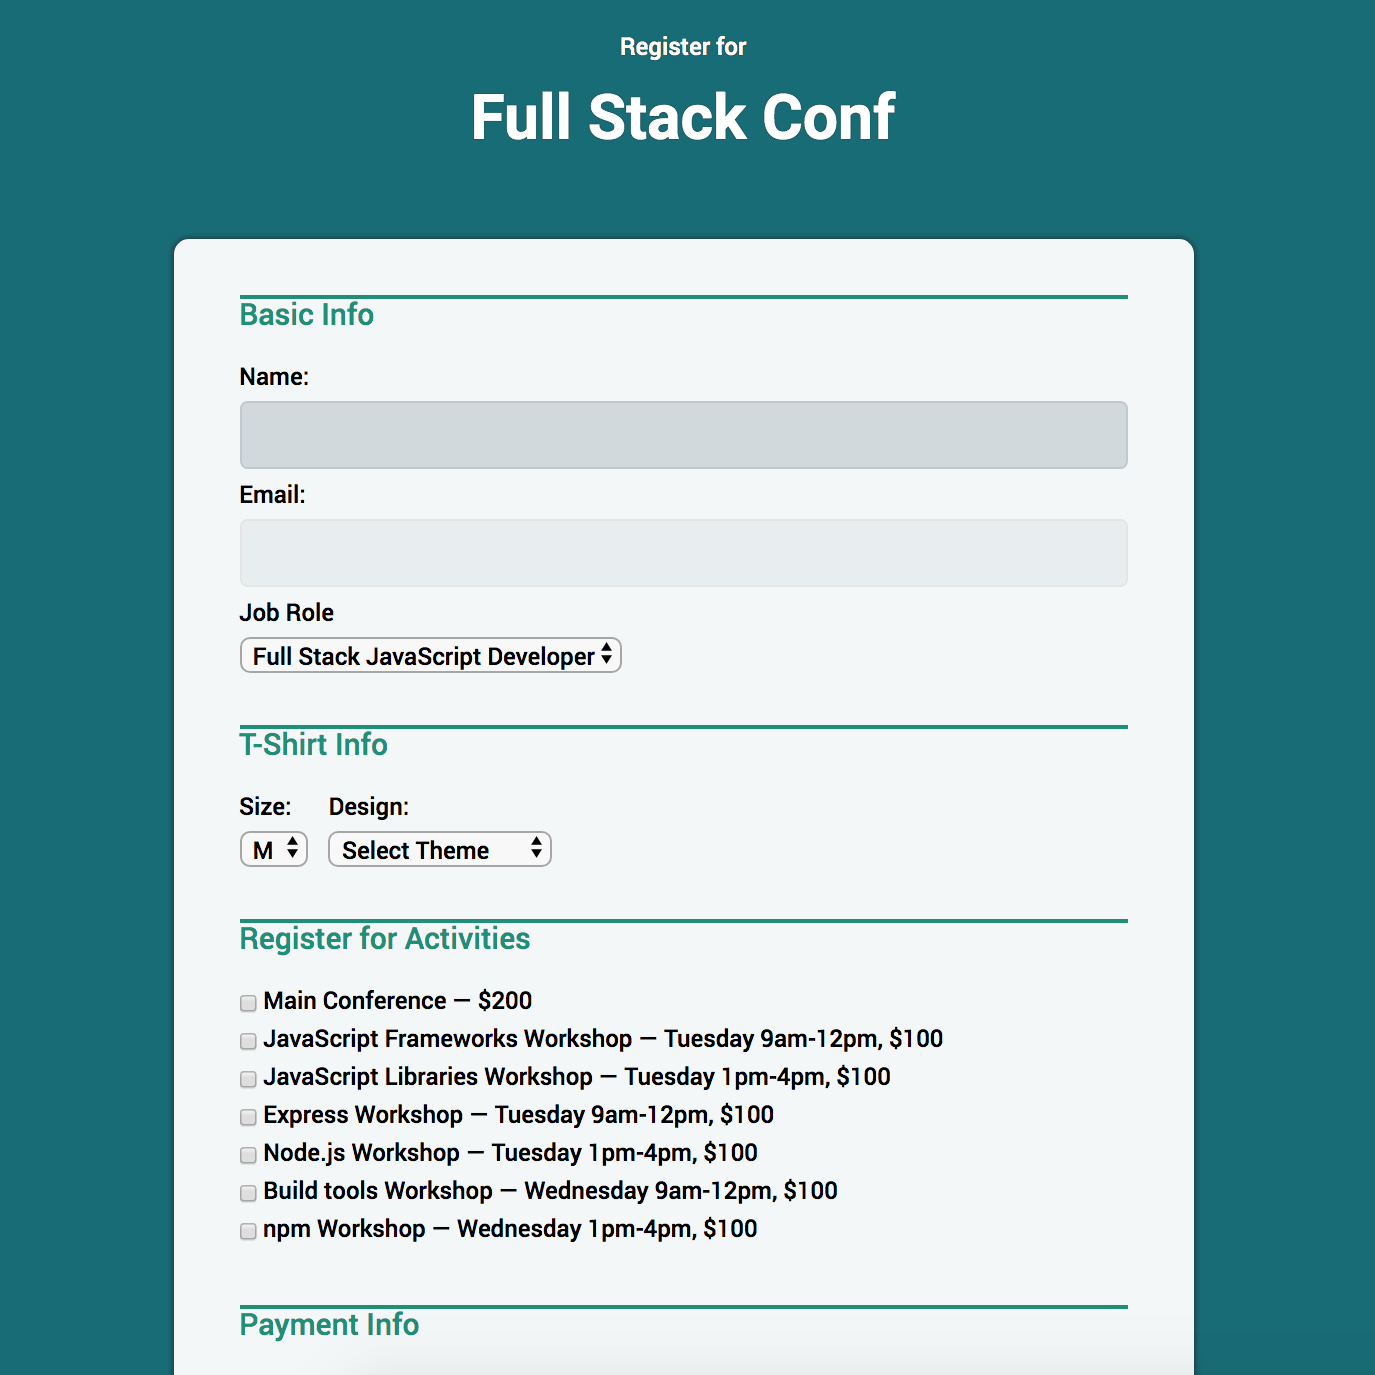 Register for
Full Stack Conf
Basic Info
Name:
Email:
Job Role
Full Stack JavaScript Developer
T-Shirt Info
Size: Design:
M Select Theme
Register for Activities
Main Conference — $200
JavaScript Frameworks Workshop — Tuesday 9am-12pm, $100
JavaScript Libraries Workshop — Tuesday 1pm-4pm, $100
Express Workshop — Tuesday 9am-12pm, $100
Node.js Workshop — Tuesday 1pm-4pm, $100
Build tools Workshop — Wednesday 9am-12pm, $100
npm Workshop — Wednesday 1pm-4pm, $100
Payment Info